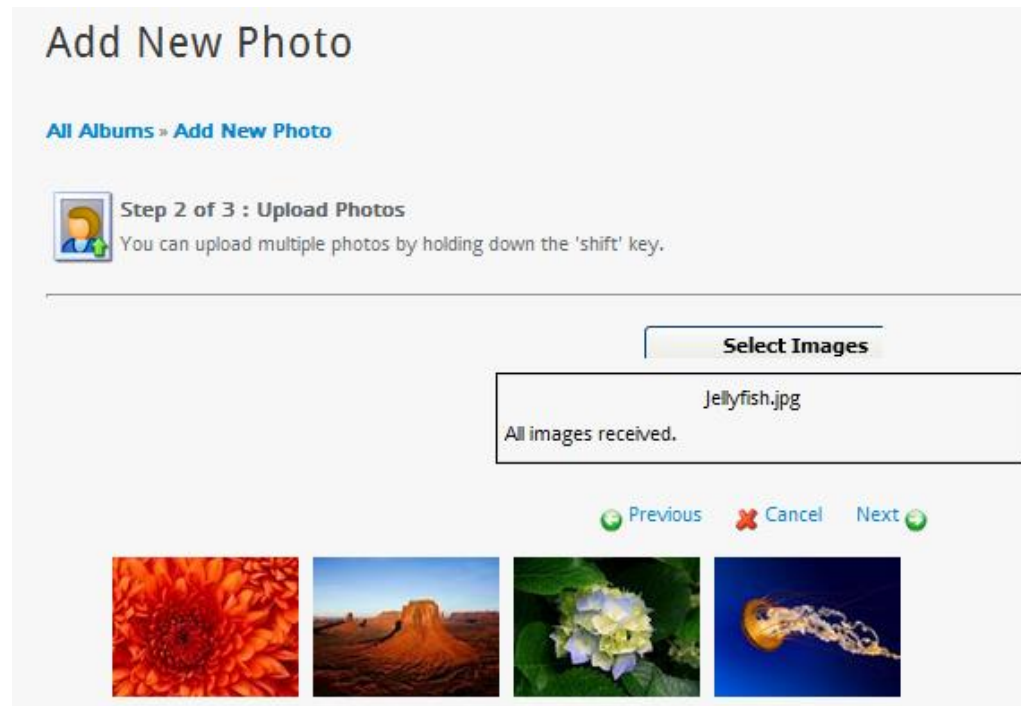 Add New Photo
All Albums » Add New Photo
Step 2 of 3 : Upload Photos
You can upload multiple photos by holding down the 'shift' key.
Select Images
Jellyfish.jpg
All images received.
Previous Cancel Next